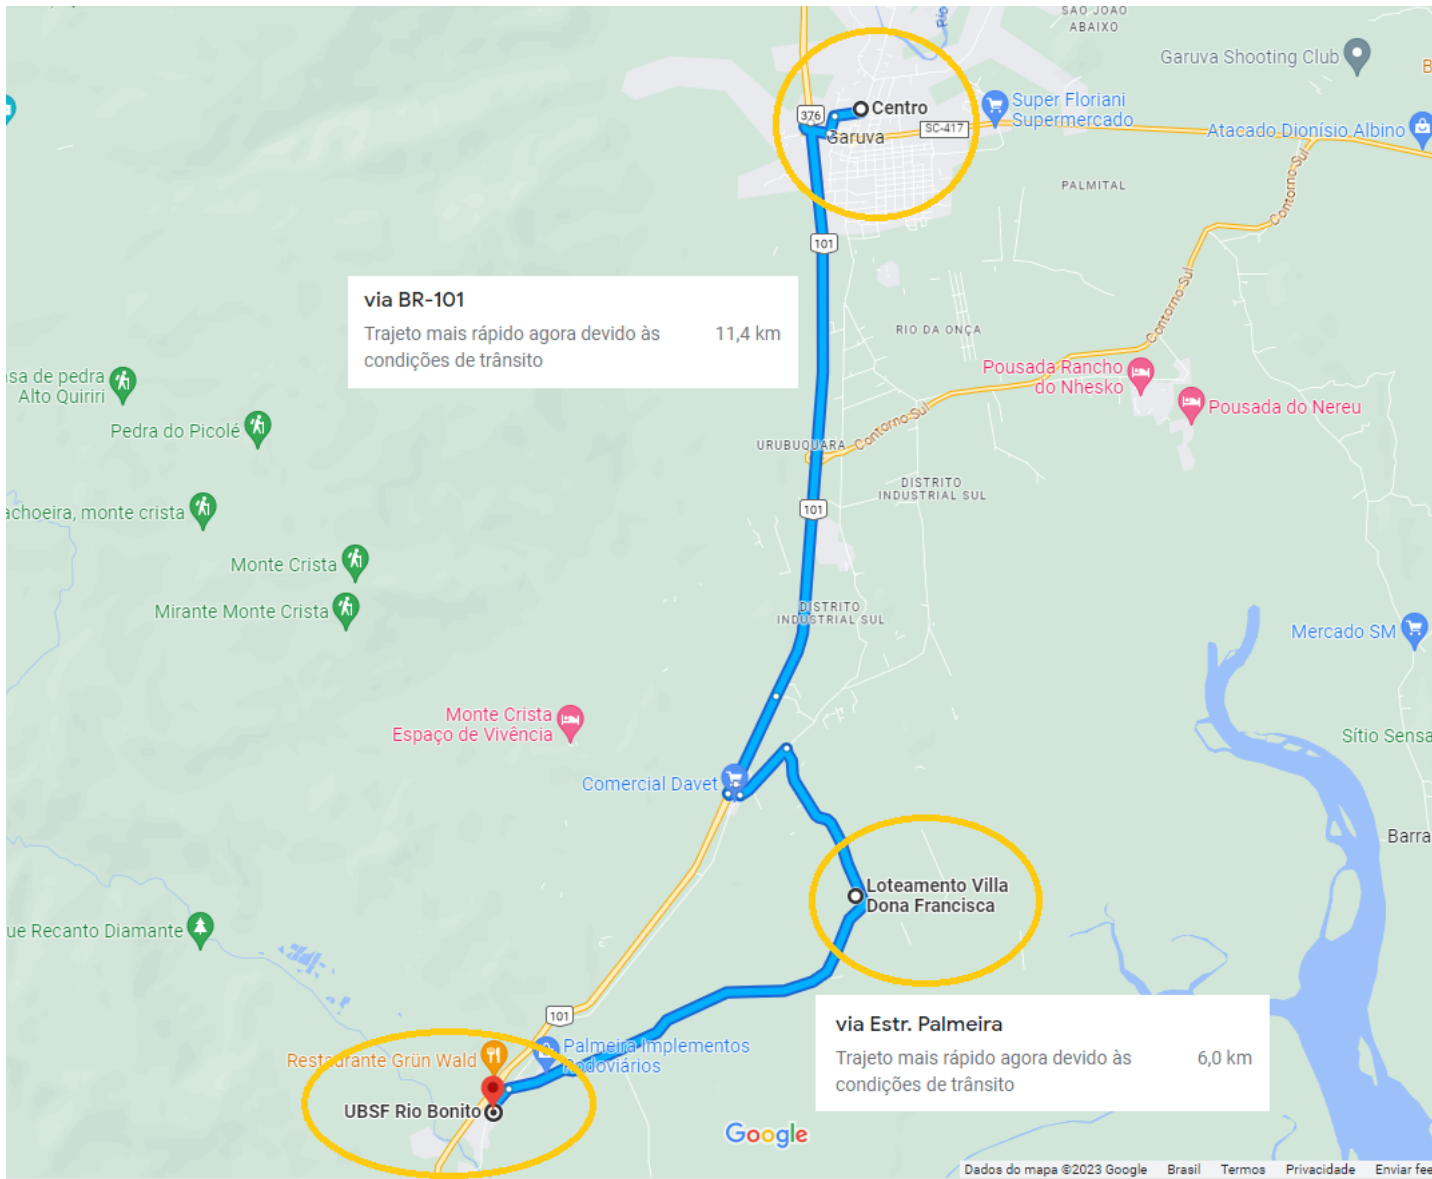 SÃO JOÃO
ABAIXO
Rio
Garuva Shooting Club
B
Super Floriani
Supermercado
Centro
376
SC-417
Garuva
Atacado Dionísio Albino
PALMITAL
Contorno Sul
101
via BR-101
Trajeto mais rápido agora devido às
condições de trânsito
11,4 km
RIO DA ONÇA
Contorno Sul
Contorno Sul
Pousada Rancho
do Nhesko
Pousada do Nereu
asa de pedra
Alto Quiriri
Pedra do Picolé
URUBUQUARA
Contorno Sul
DISTRITO
INDUSTRIAL SUL
achoeira, monte crista
101
Monte Crista
Mirante Monte Crista
DISTRITO
INDUSTRIAL SUL
Mercado SM
Monte Crista
Espaço de Vivência
Sítio Sensa
Comercial Davet
Barra
Loteamento Villa
Dona Francisca
ue Recanto Diamante
101
via Estr. Palmeira
Trajeto mais rápido agora devido às
condições de trânsito
6,0 km
Restaurante Grün Wald
Palmeira Implementos
Rodoviários
UBSF Rio Bonito
Google
Dados do mapa ©2023 Google Brasil Termos Privacidade Enviar fee